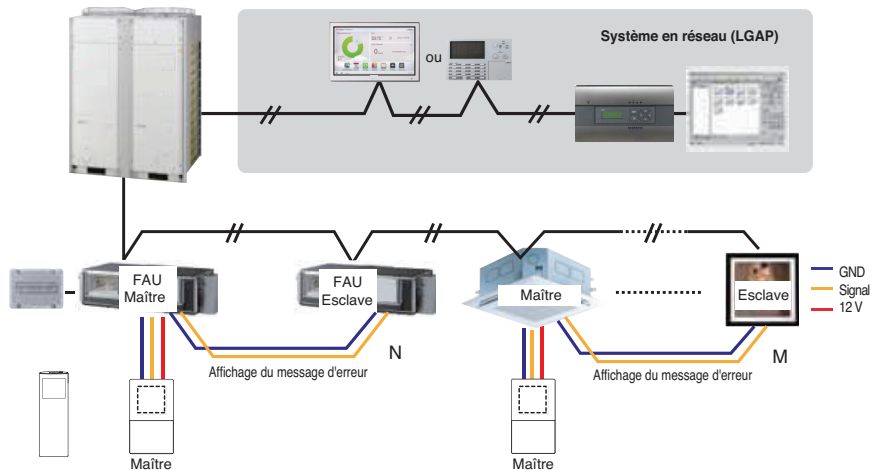 Système en réseau (LGAP)
ou
FAU
Maître
FAU
Esclave
Maître
Esclave
GND
Signal
12 V
N
M
Affichage du message d'erreur
Affichage du message d'erreur
Maître
Maître